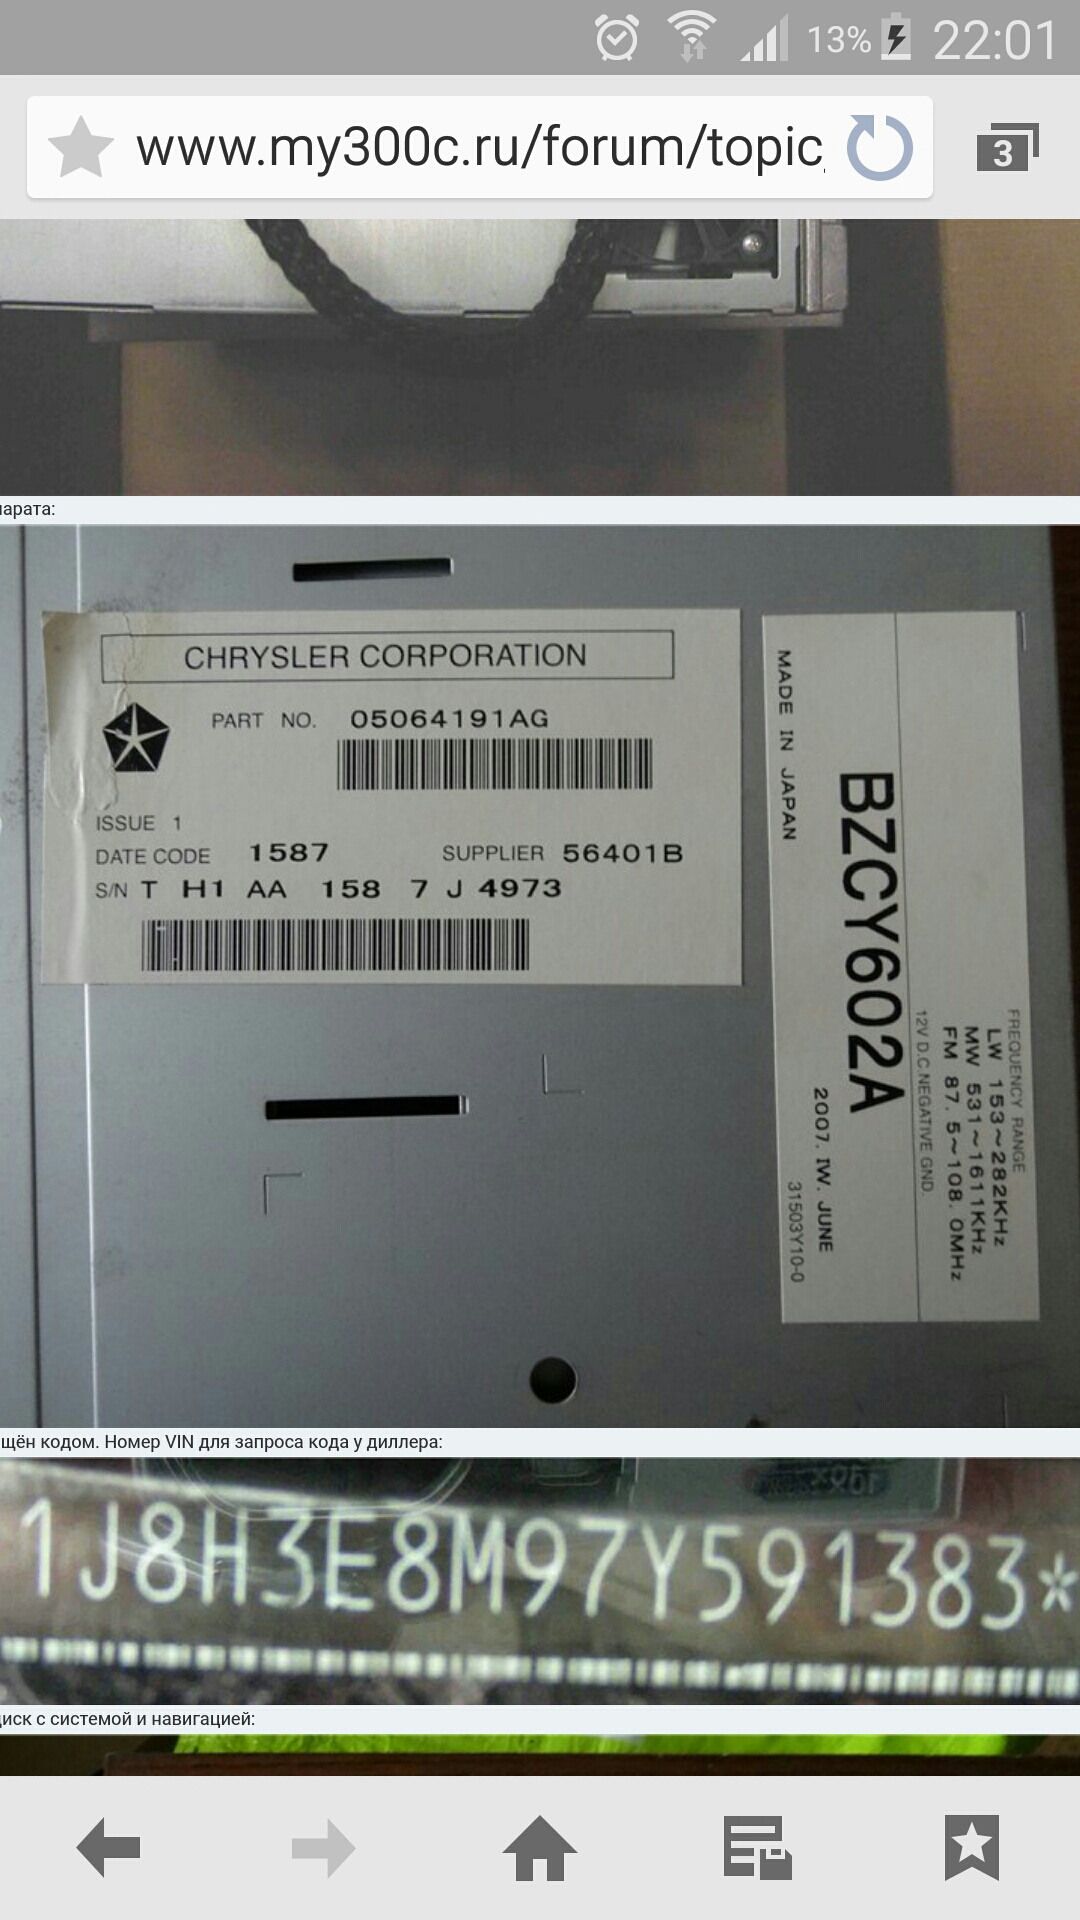 13% 22:01
www.my300c.ru/forum/topic
3
парата:
CHRYSLER CORPORATION
PART NO. 05064191AG
ISSUE 1
DATE CODE 1587 SUPPLIER 56401B
S/N T H1 AA 158 7 J 4973
MADE IN JAPAN
BZCY602A
2007. IW. JUNE
31503Y10-0
FREQUENCY RANGE
LW 153~282KHz
MW 531~1611KHz
FM 87.5~108.0MHz
12V D.C.NEGATIVE GND.
щён кодом. Номер VIN для запроса кода у диллера:
1J8H3E8M97Y591383*
диск с системой и навигацией: